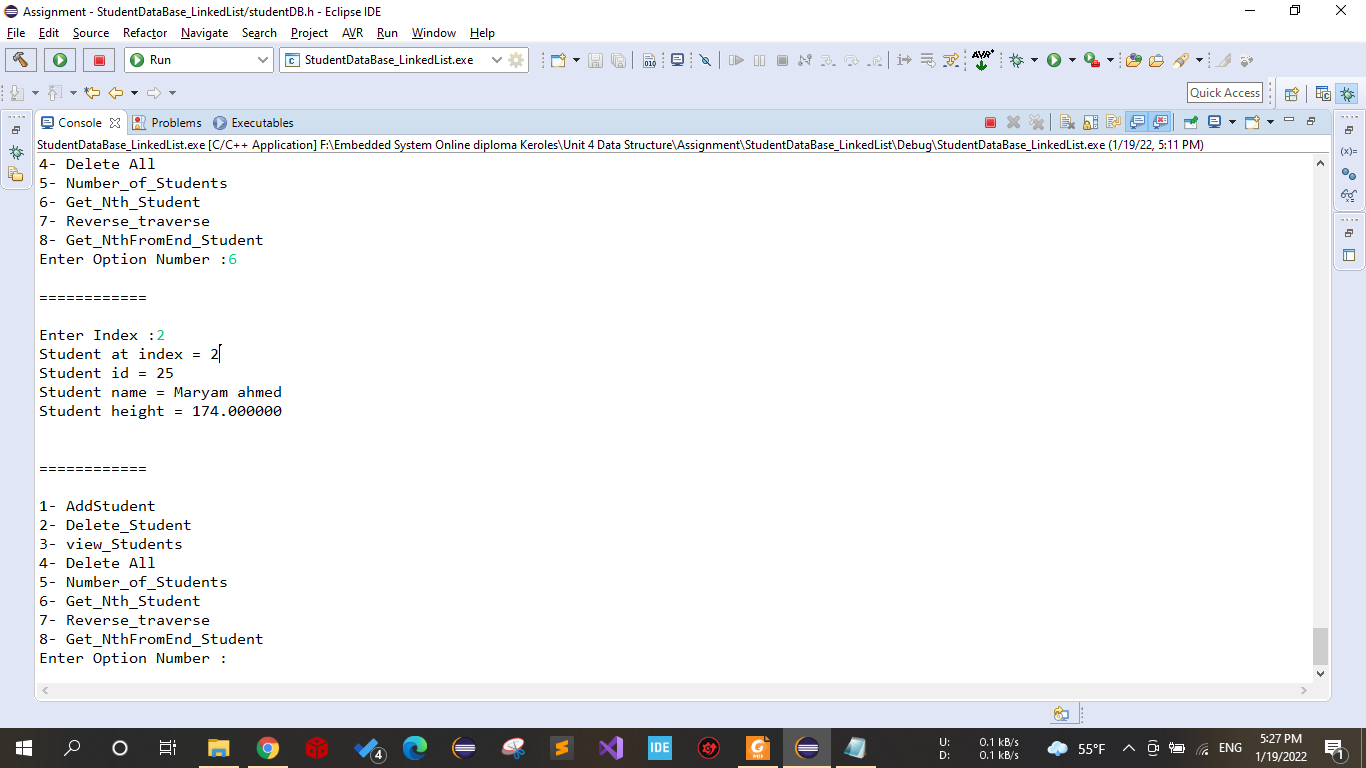 Assignment - StudentDataBase_LinkedList/studentDB.h - Eclipse IDE
File Edit Source Refactor Navigate Search Project AVR Run Window Help
Run
StudentDataBase_LinkedList.exe
010
AVR
Quick Access
Console Problems Executables
StudentDataBase_LinkedList.exe [C/C++ Application] F:\Embedded System Online diploma Keroles\Unit 4 Data Structure\Assignment\StudentDataBase_LinkedList\Debug\StudentDataBase_LinkedList.exe (1/19/22, 5:11 PM)
4- Delete All
5- Number_of_Students
6- Get_Nth_Student
7- Reverse_traverse
8- Get_NthFromEnd_Student
Enter Option Number :6
============
Enter Index :2
Student at index = 2
Student id = 25
Student name = Maryam ahmed
Student height = 174.000000
============
1- AddStudent
2- Delete_Student
3- view_Students
4- Delete All
5- Number_of_Students
6- Get_Nth_Student
7- Reverse_traverse
8- Get_NthFromEnd_Student
Enter Option Number :
4
IDE
PDF
U: 0.1 kB/s
D: 0.1 kB/s
55°F
ENG
5:27 PM
1/19/2022
1